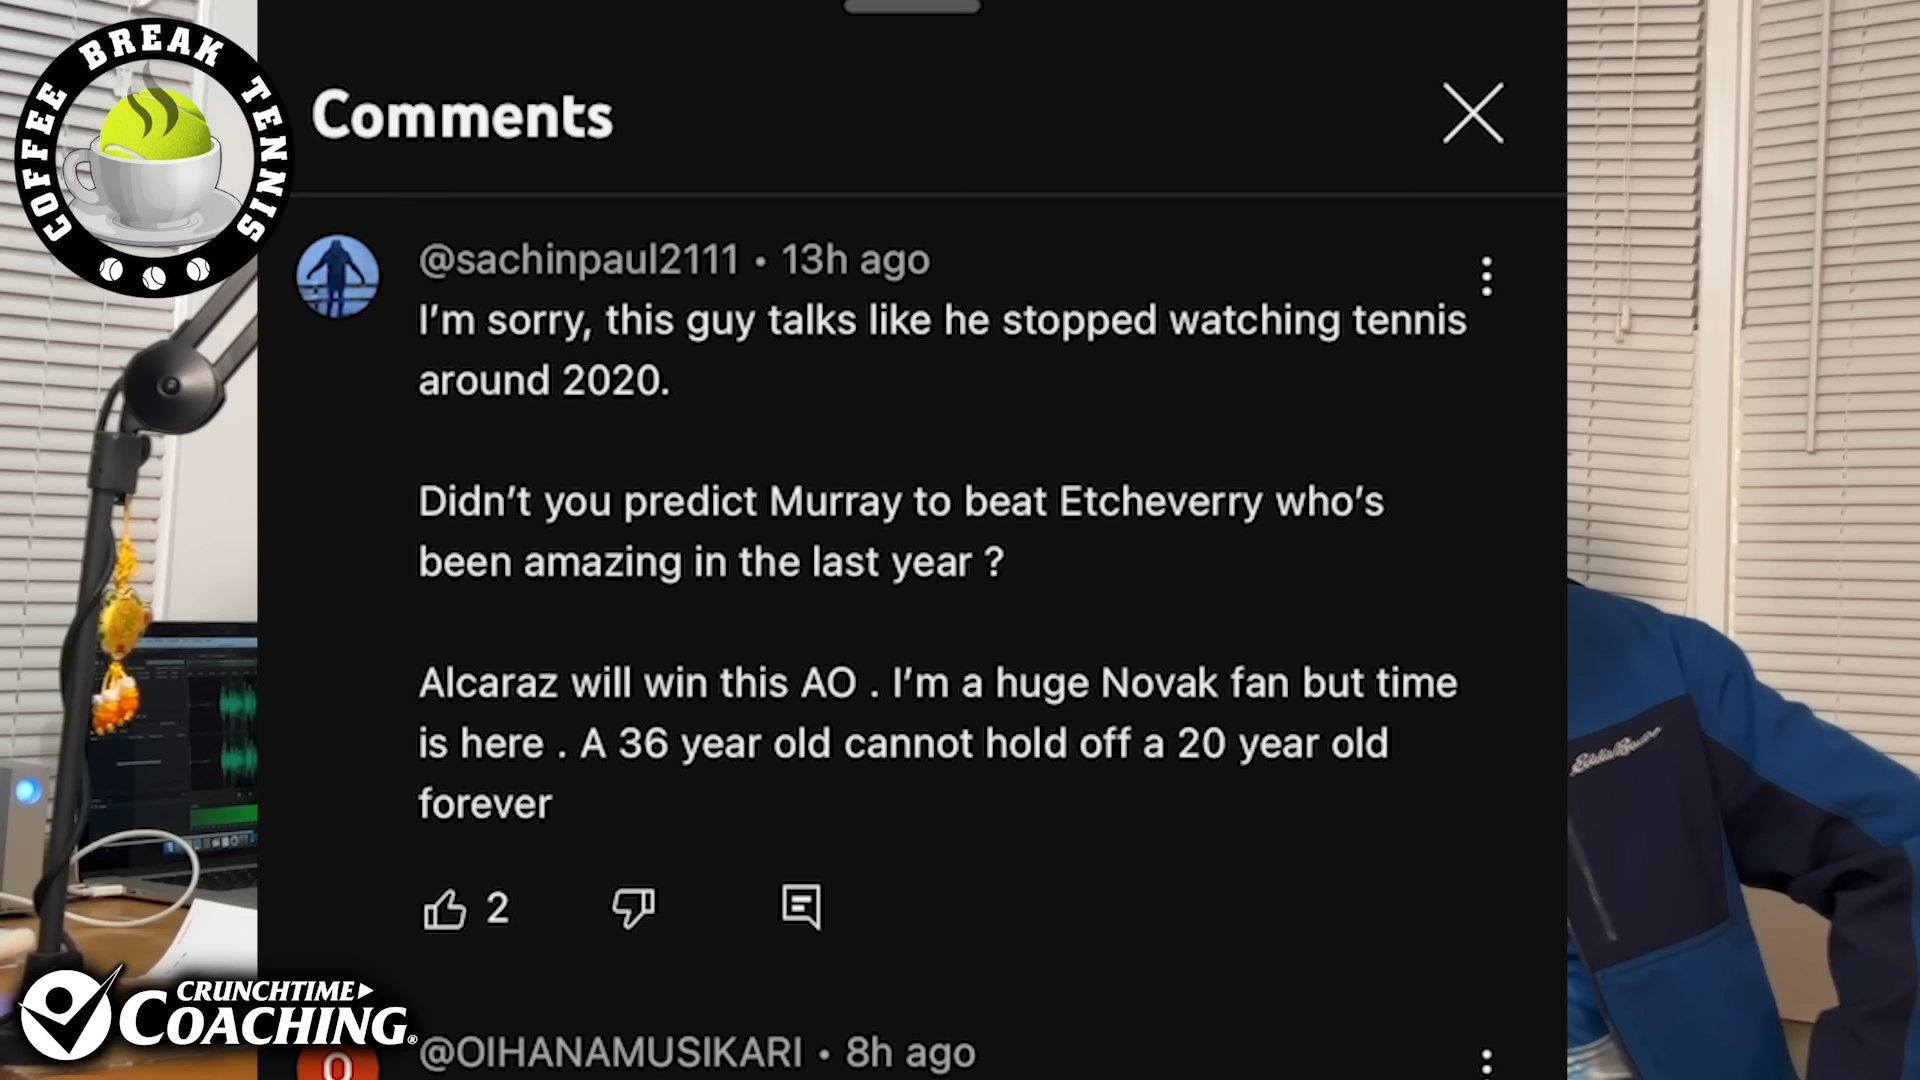 COFFEE BREAK TENNIS
Comments
@sachinpaul2111 • 13h ago
I'm sorry, this guy talks like he stopped watching tennis
around 2020.
Didn't you predict Murray to beat Etcheverry who's
been amazing in the last year ?
Alcaraz will win this AO . I'm a huge Novak fan but time
is here . A 36 year old cannot hold off a 20 year old
forever
2
Eddie Bauer
CRUNCHTIME
COACHING®
O
@OIHANAMUSIKARI • 8h ago